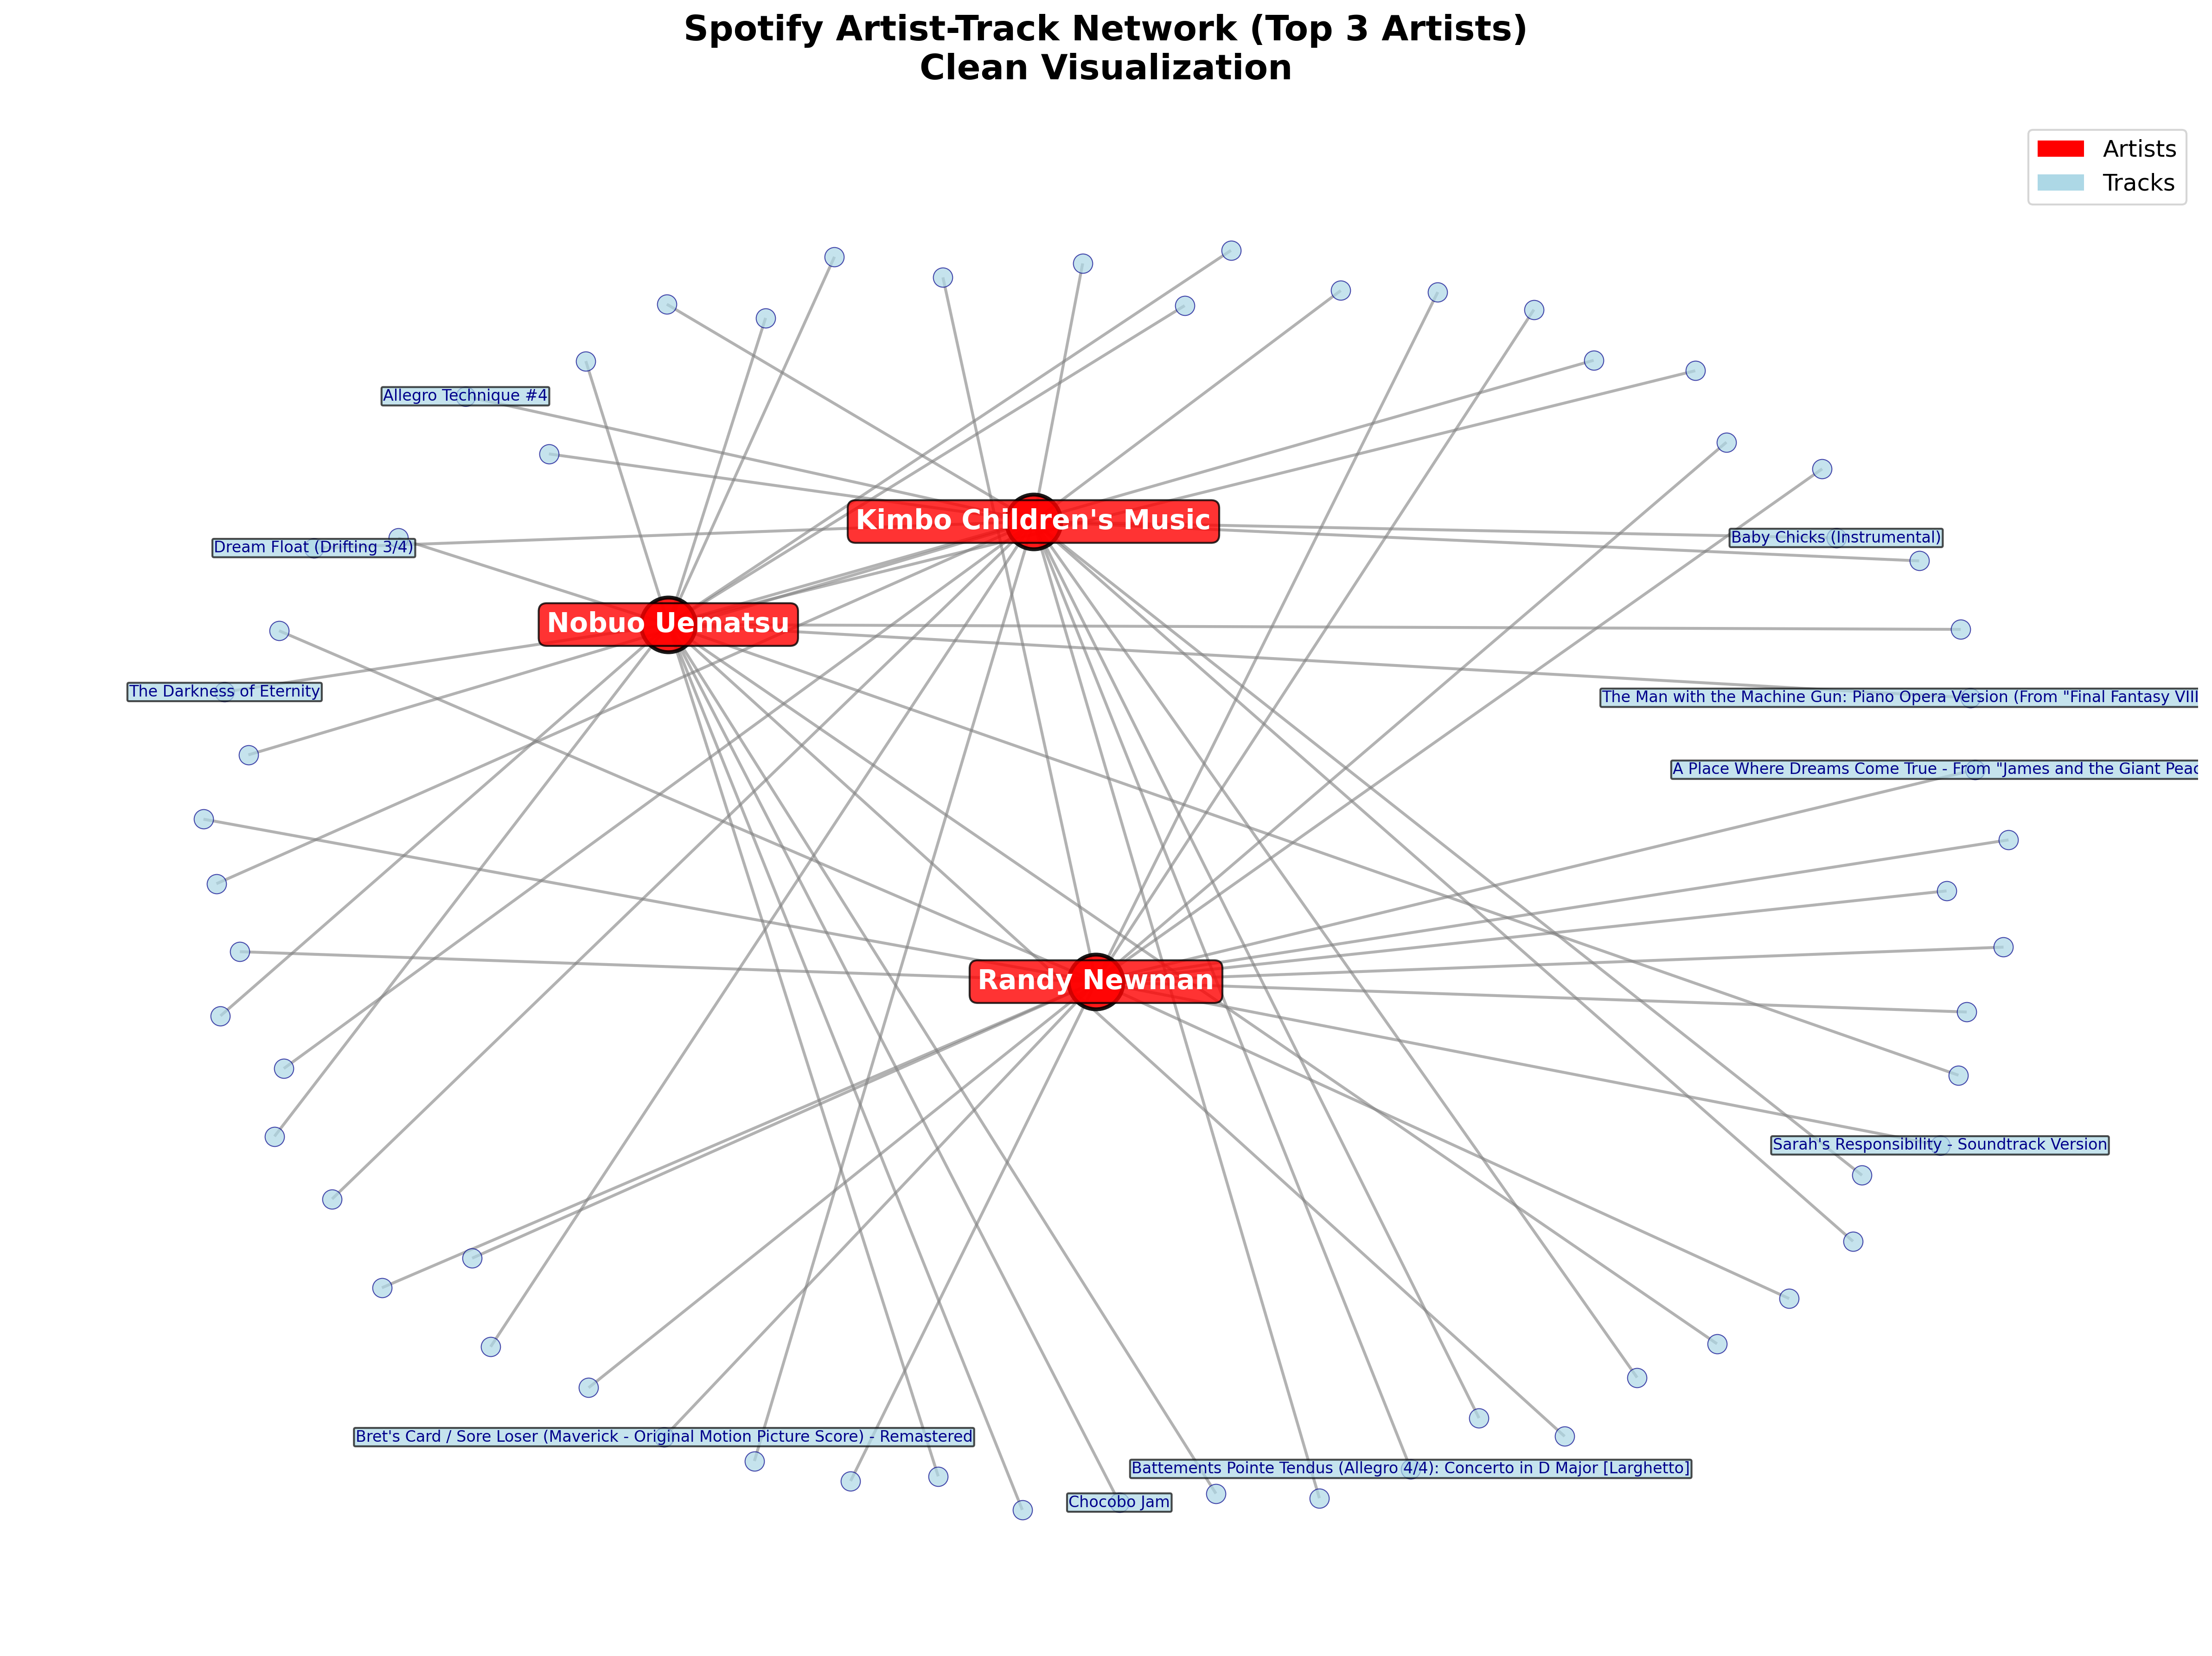 Spotify Artist-Track Network (Top 3 Artists)
Clean Visualization
Artists
Tracks
Allegro Technique #4
Kimbo Children's Music
Baby Chicks (Instrumental)
Dream Float (Drifting 3/4)
Nobuo Uematsu
The Darkness of Eternity
The Man with the Machine Gun: Piano Opera Version (From "Final Fantasy VIII
A Place Where Dreams Come True - From "James and the Giant Peac
Randy Newman
Sarah's Responsibility - Soundtrack Version
Bret's Card / Sore Loser (Maverick - Original Motion Picture Score) - Remastered
Battements Pointe Tendus (Allegro 4/4): Concerto in D Major [Larghetto]
Chocobo Jam